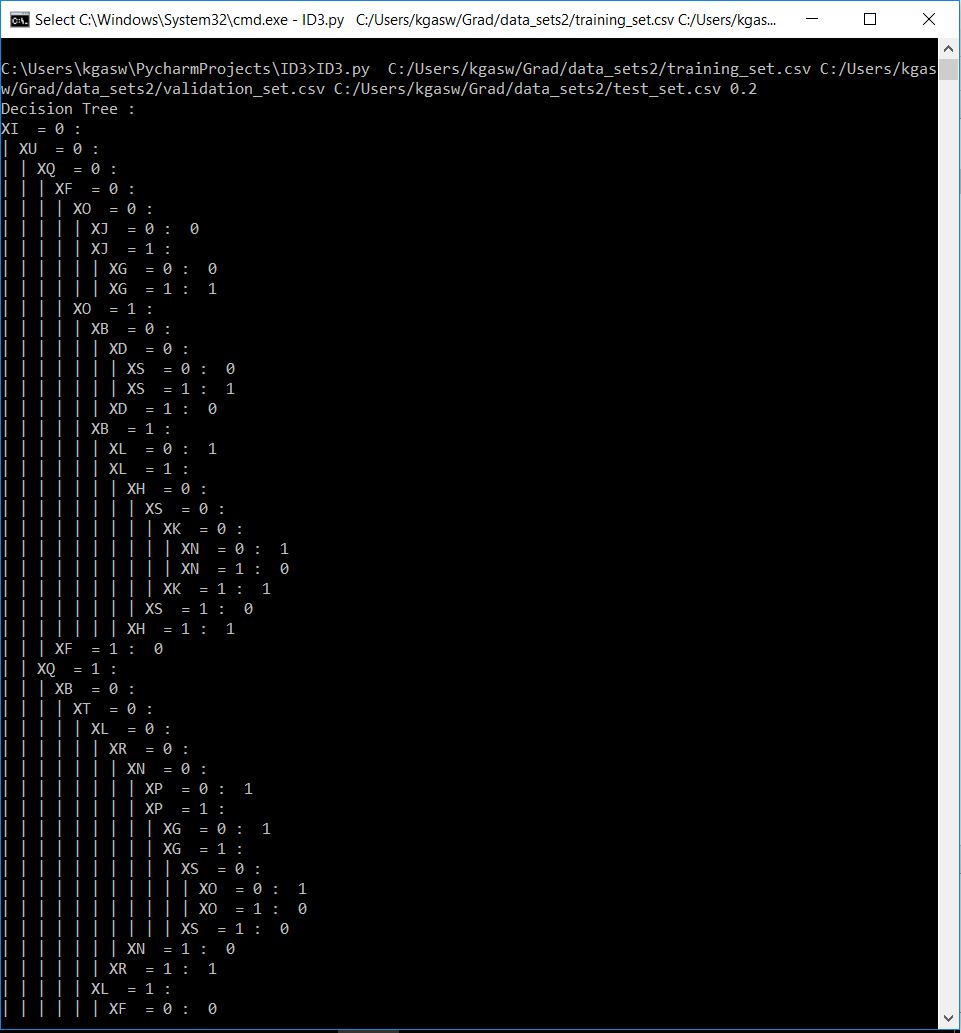 Select C:\Windows\System32\cmd.exe - ID3.py   C:/Users/kgasw/Grad/data_sets2/training_set.csv C:/Users/kgas...
C:\Users\kgasw\PycharmProjects\ID3>ID3.py  C:/Users/kgasw/Grad/data_sets2/training_set.csv C:/Users/kgas
w/Grad/data_sets2/validation_set.csv C:/Users/kgasw/Grad/data_sets2/test_set.csv 0.2
Decision Tree :
XI  = 0 :
| XU  = 0 :
| | XQ  = 0 :
| | | XF  = 0 :
| | | | XO  = 0 :
| | | | | XJ  = 0 :  0
| | | | | XJ  = 1 :
| | | | | | XG  = 0 :  0
| | | | | | XG  = 1 :  1
| | | | XO  = 1 :
| | | | | XB  = 0 :
| | | | | | XD  = 0 :
| | | | | | | XS  = 0 :  0
| | | | | | | XS  = 1 :  1
| | | | | | XD  = 1 :  0
| | | | | XB  = 1 :
| | | | | | XL  = 0 :  1
| | | | | | XL  = 1 :
| | | | | | | XH  = 0 :
| | | | | | | | XS  = 0 :
| | | | | | | | | XK  = 0 :
| | | | | | | | | | XN  = 0 :  1
| | | | | | | | | | XN  = 1 :  0
| | | | | | | | | XK  = 1 :  1
| | | | | | | | XS  = 1 :  0
| | | | | | | XH  = 1 :  1
| | | XF  = 1 :  0
| | XQ  = 1 :
| | | XB  = 0 :
| | | | XT  = 0 :
| | | | | XL  = 0 :
| | | | | | XR  = 0 :
| | | | | | | XN  = 0 :
| | | | | | | | XP  = 0 :  1
| | | | | | | | XP  = 1 :
| | | | | | | | | XG  = 0 :  1
| | | | | | | | | XG  = 1 :
| | | | | | | | | | XS  = 0 :
| | | | | | | | | | | XO  = 0 :  1
| | | | | | | | | | | XO  = 1 :  0
| | | | | | | | | | XS  = 1 :  0
| | | | | | | XN  = 1 :  0
| | | | | | XR  = 1 :  1
| | | | | XL  = 1 :
| | | | | | XF  = 0 :  0